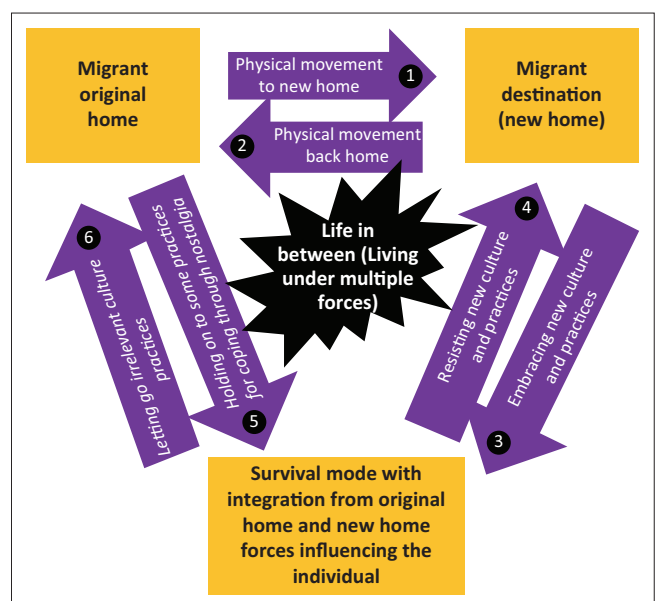 Migrant
original
home
Physical movement
to new home
1
Migrant
destination
(new home)
2
Physical movement
back home
Life in
between (Living
under multiple
forces)
6
Letting go irrelevant culture
practices
Holding on to some practices
for coping through nostalgia
5
4
Resisting new culture
and practices
Embracing new culture
and practices
3
Survival mode with
integration from original
home and new home
forces influencing the
individual